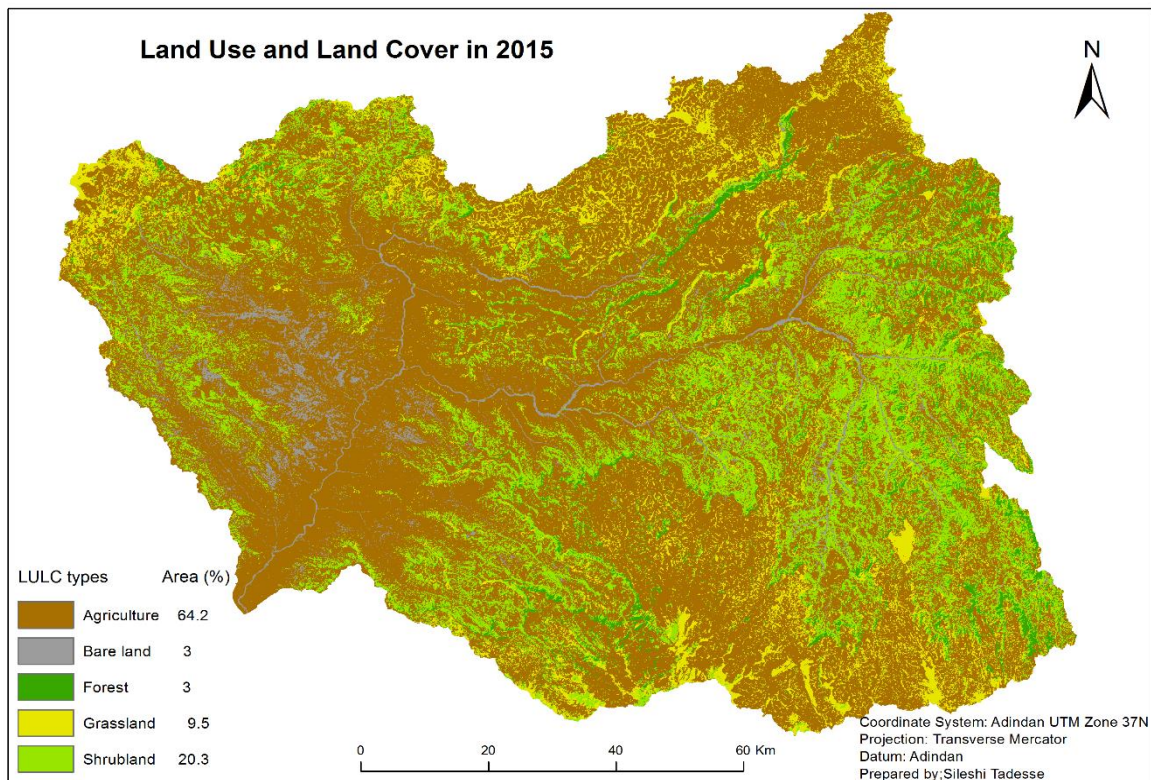 Land Use and Land Cover in 2015
N
LULC types Area (%)
Agriculture 64.2
Bare land 3
Forest 3
Grassland 9.5
Shrubland 20.3
0 20 40 60 Km
Coordinate System: Adindan UTM Zone 37N
Projection: Transverse Mercator
Datum: Adindan
Prepared by;Sileshi Tadesse